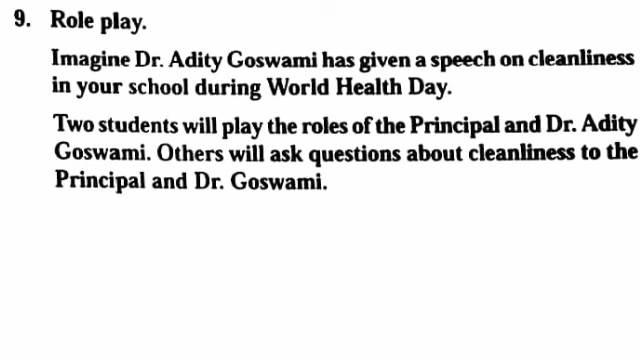 9. Role play.
Imagine Dr. Adity Goswami has given a speech on cleanliness
in your school during World Health Day.
Two students will play the roles of the Principal and Dr. Adity
Goswami. Others will ask questions about cleanliness to the
Principal and Dr. Goswami.